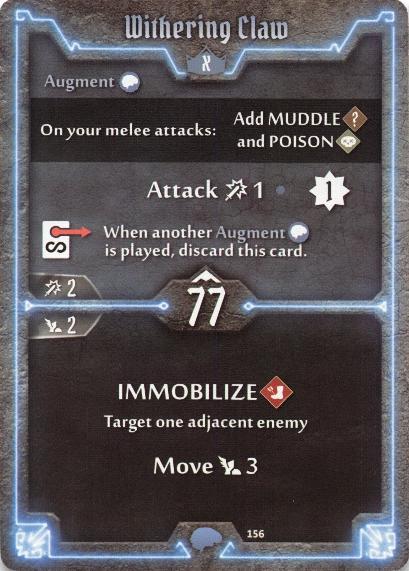 Withering Claw
X
Augment
On your melee attacks:
Add MUDDLE ?
and POISON
Attack 1
1
When another Augment
is played, discard this card.
2
77
2
IMMOBILIZE
Target one adjacent enemy
Move 3
156